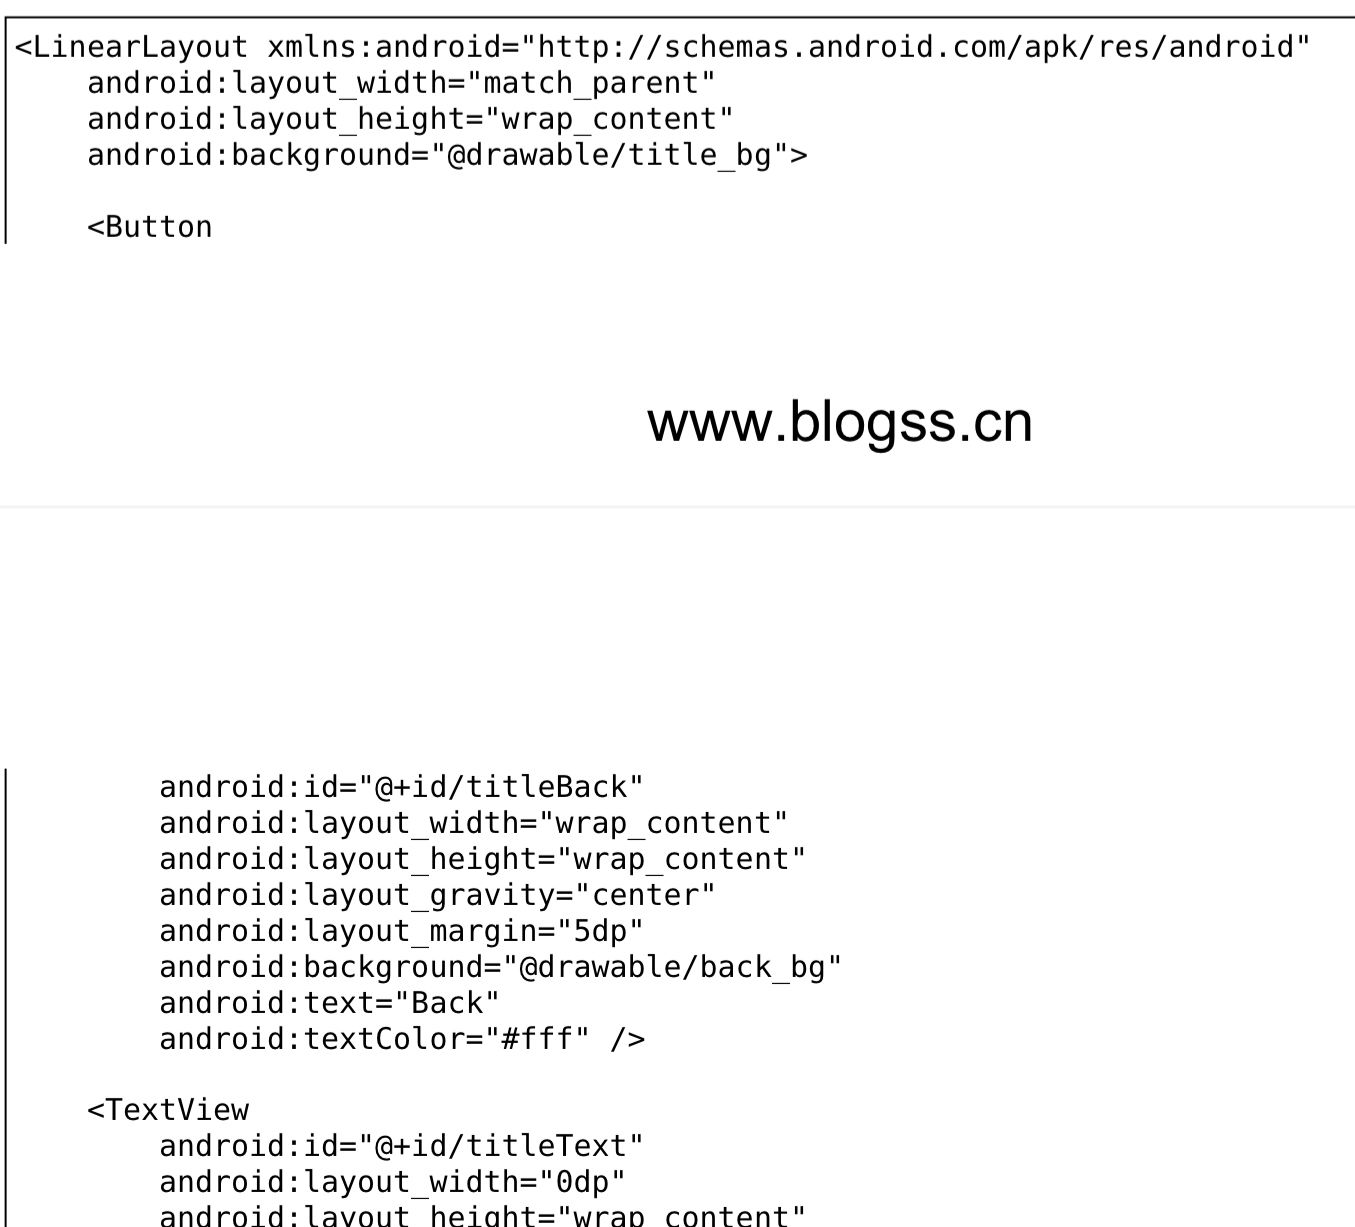 <LinearLayout xmlns:android="http://schemas.android.com/apk/res/android"
    android:layout_width="match_parent"
    android:layout_height="wrap_content"
    android:background="@drawable/title_bg">
    <Button
www.blogss.cn
        android:id="@+id/titleBack"
        android:layout_width="wrap_content"
        android:layout_height="wrap_content"
        android:layout_gravity="center"
        android:layout_margin="5dp"
        android:background="@drawable/back_bg"
        android:text="Back"
        android:textColor="#fff" />
    <TextView
        android:id="@+id/titleText"
        android:layout_width="0dp"
        android:layout_height="wrap_content"